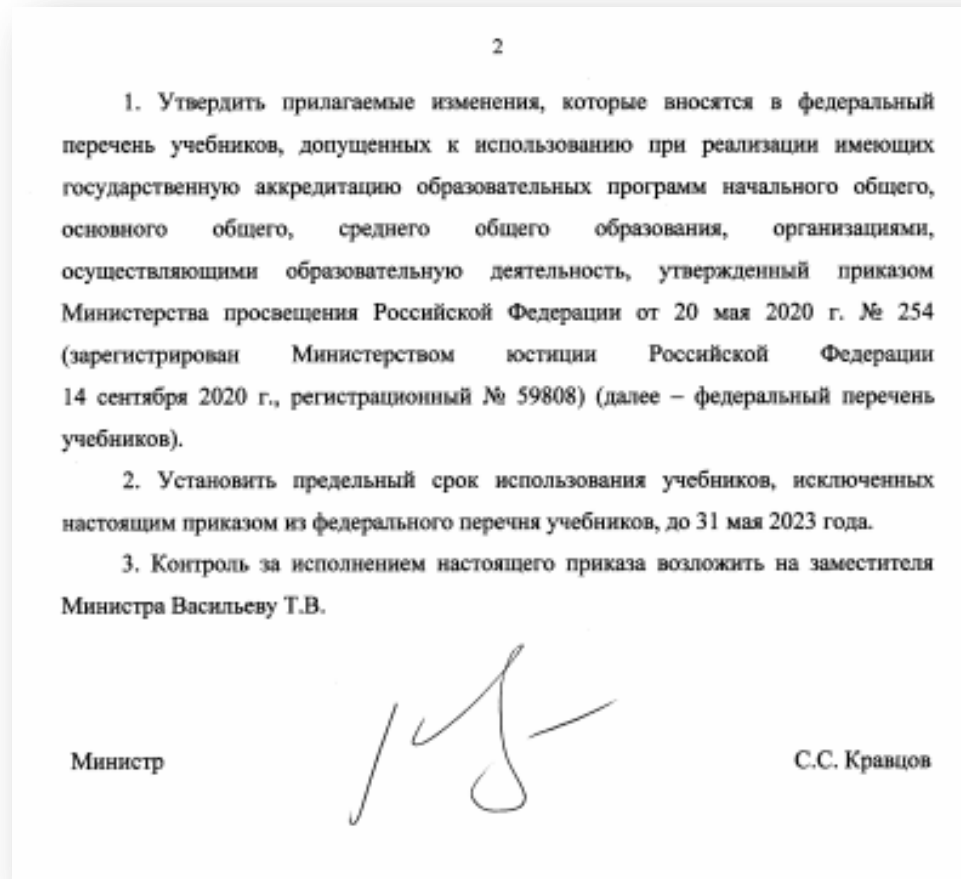 2
1. Утвердить прилагаемые изменения, которые вносятся в федеральный
перечень учебников, допущенных к использованию при реализации имеющих
государственную аккредитацию образовательных программ начального общего,
основного общего, среднего общего образования, организациями,
осуществляющими образовательную деятельность, утвержденный приказом
Министерства просвещения Российской Федерации от 20 мая 2020 г. № 254
(зарегистрирован Министерством юстиции Российской Федерации
14 сентября 2020 г., регистрационный № 59808) (далее – федеральный перечень
учебников).
2. Установить предельный срок использования учебников, исключенных
настоящим приказом из федерального перечня учебников, до 31 мая 2023 года.
3. Контроль за исполнением настоящего приказа возложить на заместителя
Министра Васильеву Т.В.
Министр С.С. Кравцов